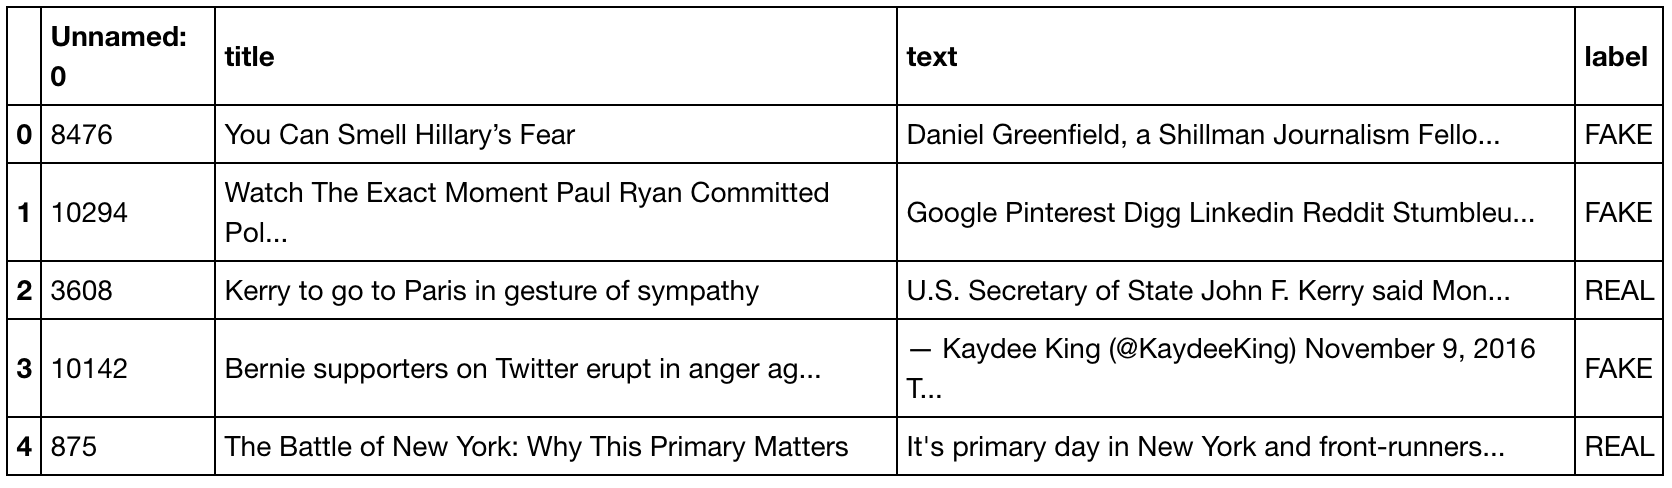 Unnamed: 0 title text label
0 8476 You Can Smell Hillary’s Fear Daniel Greenfield, a Shillman Journalism Fello... FAKE
1 10294 Watch The Exact Moment Paul Ryan Committed Pol... Google Pinterest Digg Linkedin Reddit Stumbleu... FAKE
2 3608 Kerry to go to Paris in gesture of sympathy U.S. Secretary of State John F. Kerry said Mon... REAL
3 10142 Bernie supporters on Twitter erupt in anger ag... — Kaydee King (@KaydeeKing) November 9, 2016 T... FAKE
4 875 The Battle of New York: Why This Primary Matters It's primary day in New York and front-runners... REAL